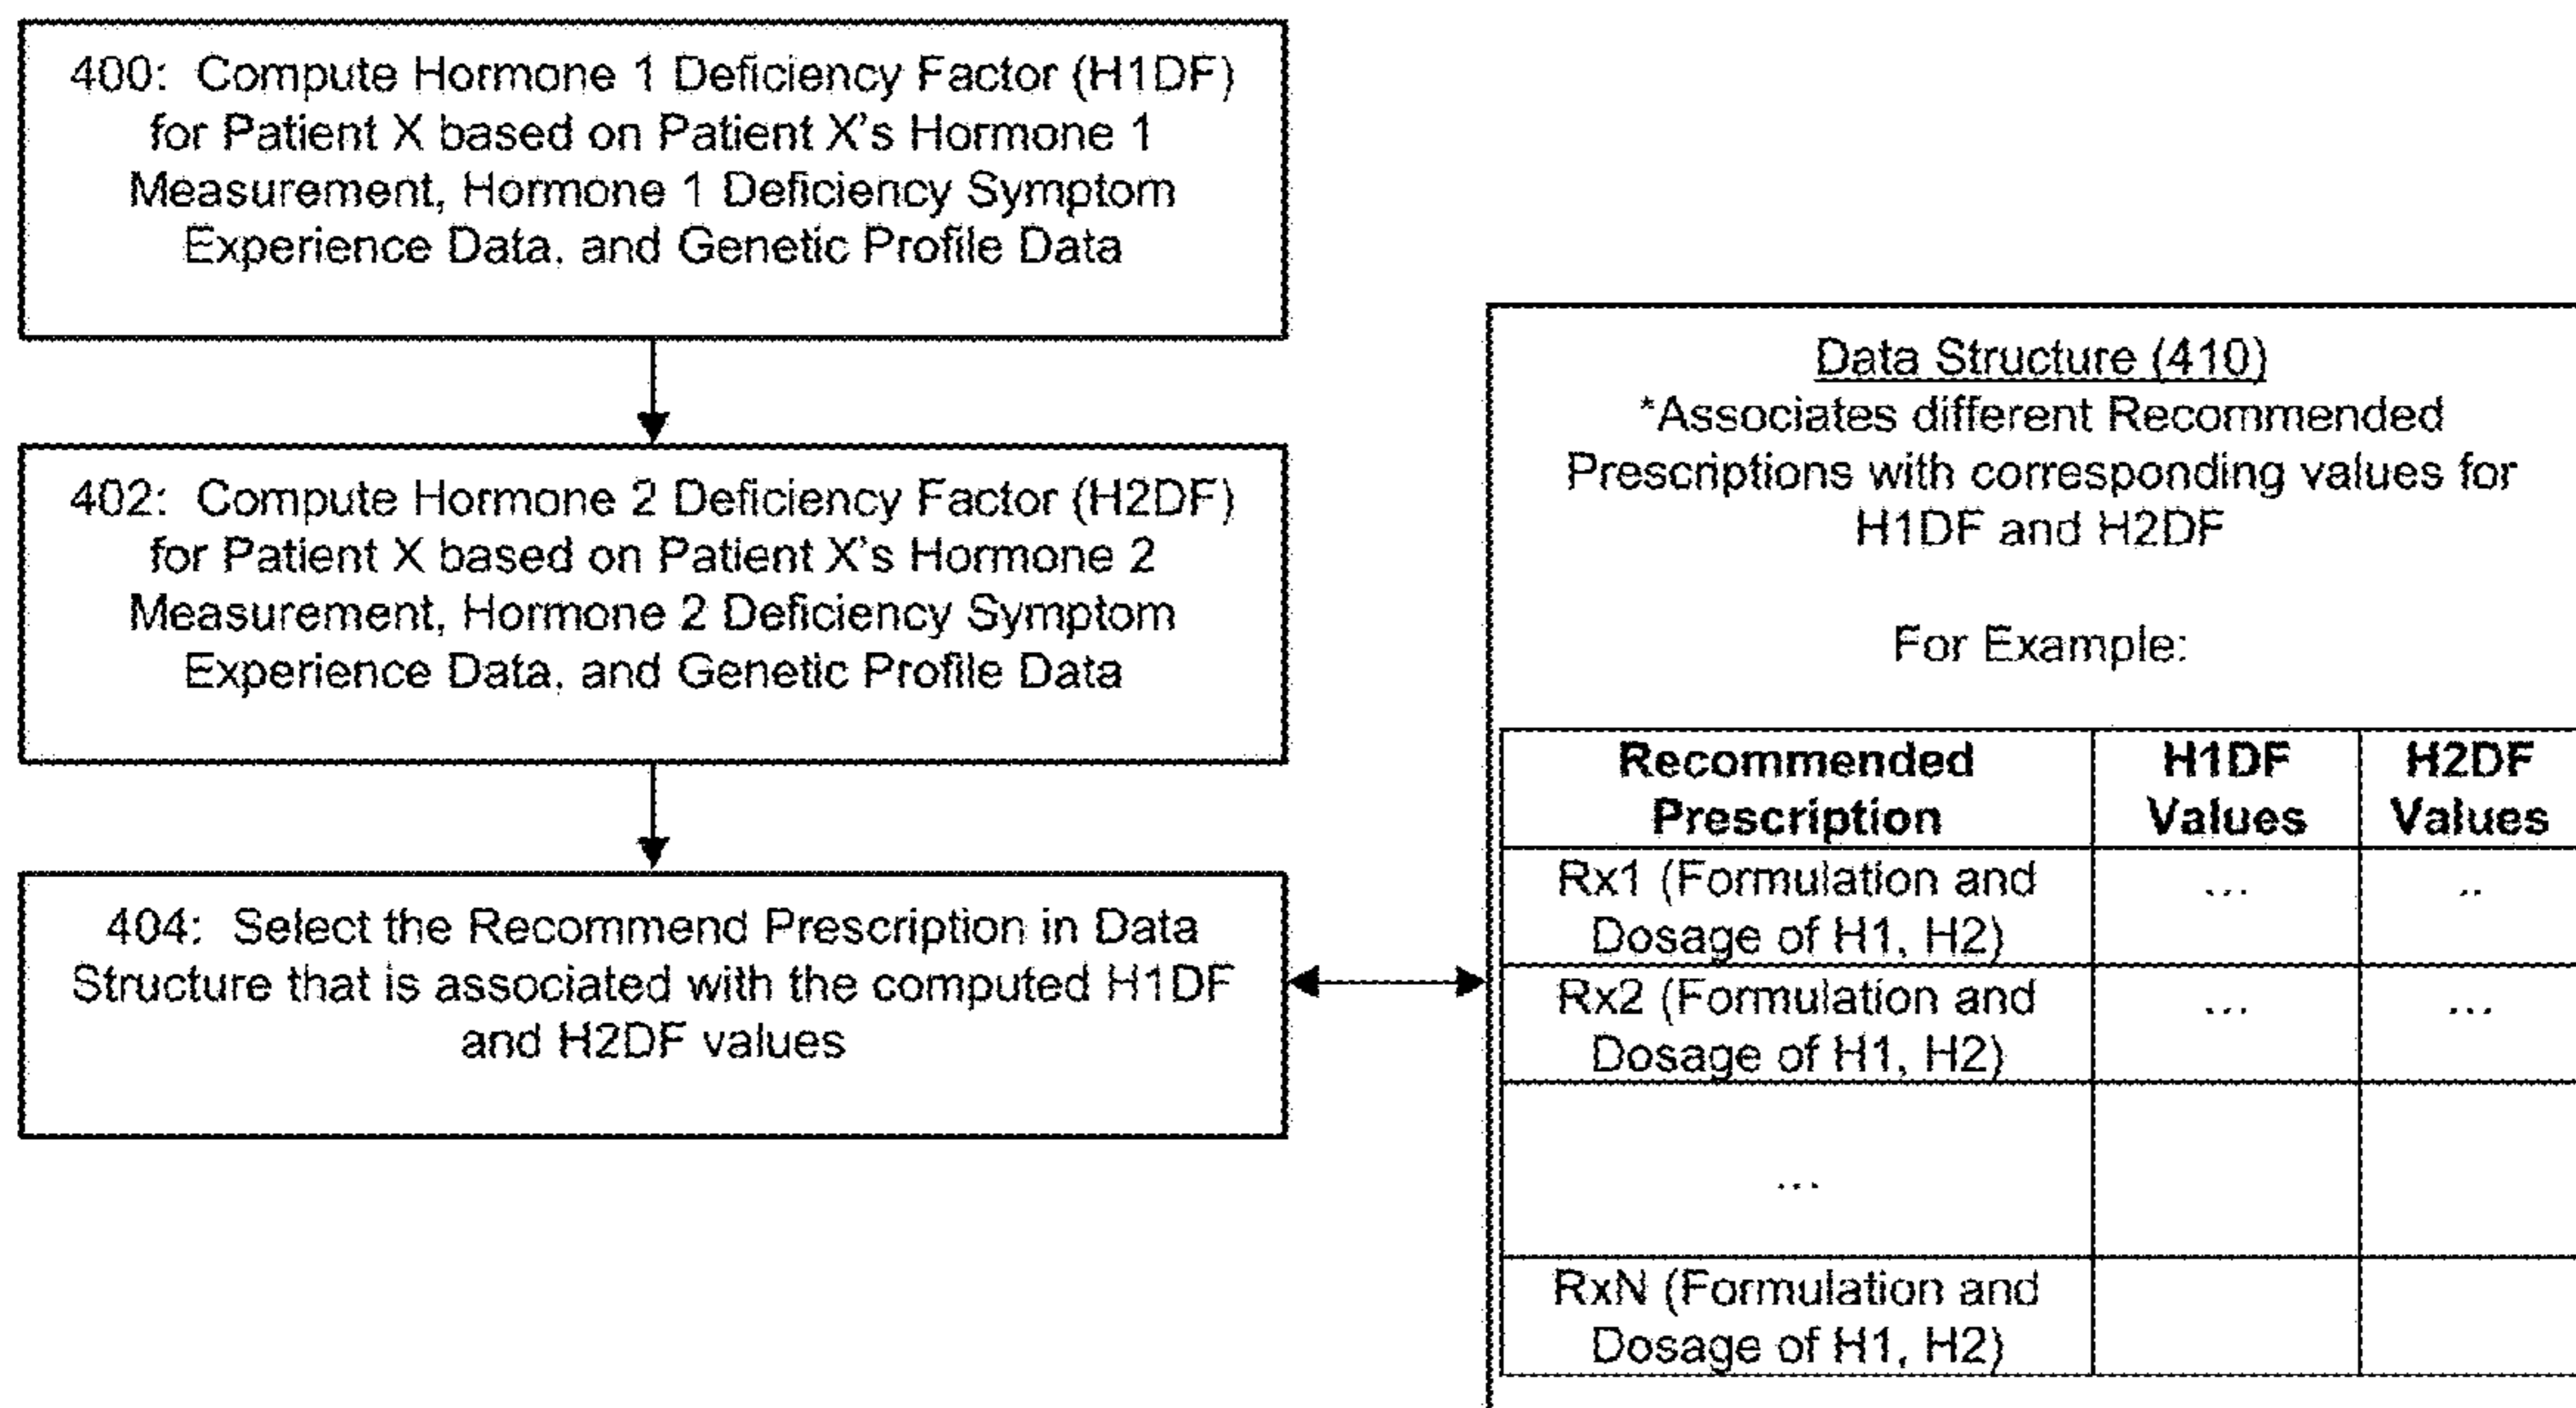 400: Compute Hormone 1 Deficiency Factor (H1DF)
for Patient X based on Patient X's Hormone 1
Measurement, Hormone 1 Deficiency Symptom
Experience Data, and Genetic Profile Data
402: Compute Hormone 2 Deficiency Factor (H2DF)
for Patient X based on Patient X's Hormone 2
Measurement, Hormone 2 Deficiency Symptom
Experience Data, and Genetic Profile Data
404: Select the Recommend Prescription in Data
Structure that is associated with the computed H1DF
and H2DF values
Data Structure (410)
*Associates different Recommended
Prescriptions with corresponding values for
H1DF and H2DF
For Example:
Recommended
Prescription
H1DF
Values
H2DF
Values
Rx1 (Formulation and
Dosage of H1, H2)
...
..
Rx2 (Formulation and
Dosage of H1, H2)
...
...
...
RxN (Formulation and
Dosage of H1, H2)